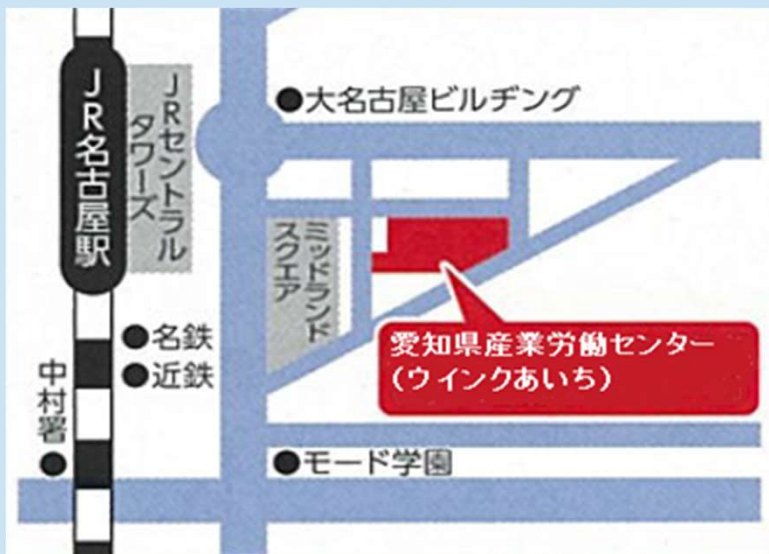 JR名古屋駅
JRセントラル
タワーズ
●大名古屋ビルヂング
ミッドランド
スクエア
●名鉄
●近鉄
愛知県産業労働センター
(ウインクあいち)
中村署●
●モード学園